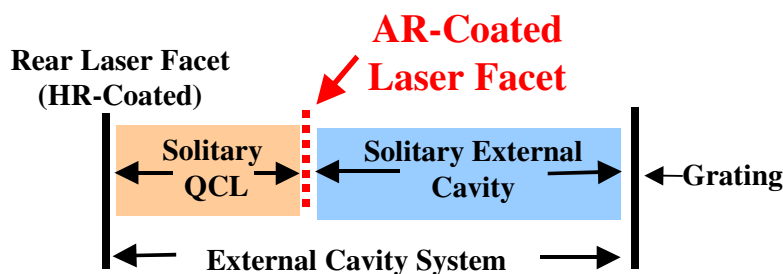 AR-Coated
Laser Facet
Rear Laser Facet
(HR-Coated)
Solitary
QCL
Solitary External
Cavity
Grating
External Cavity System